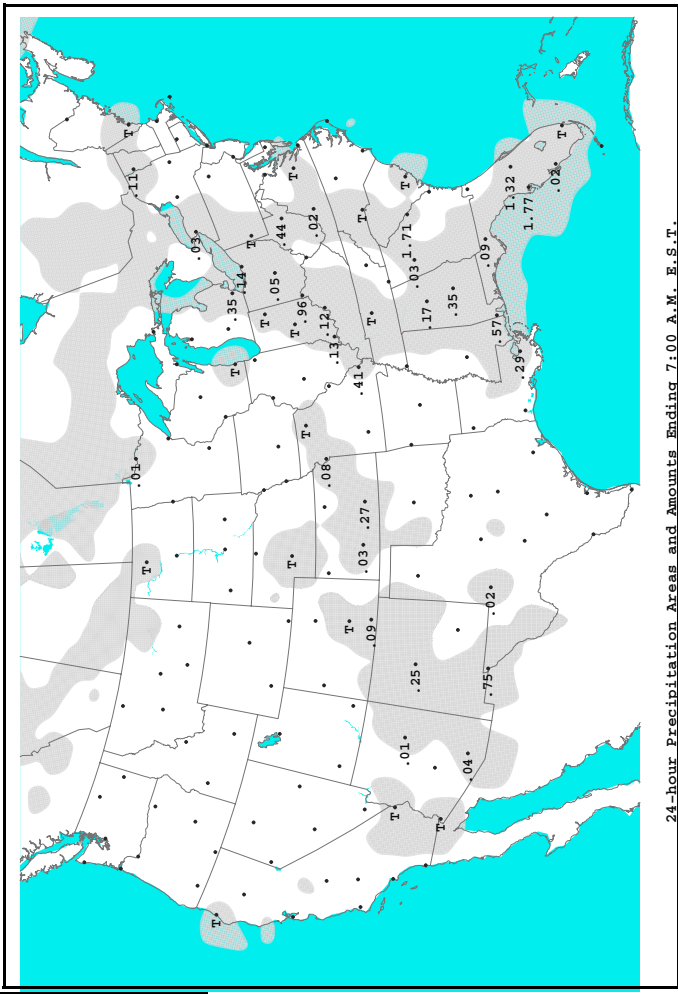 T
.11
.01
T
.03
T
T
.35
.14
T
T
.05
.44
T
T
.96
T
T
.02
.08
.12
.13
T
.41
T
.09
.03
.27
T
T
.01
.25
.03
1.71
T
.17
T
.35
.04
.75
.02
.09
.57
1.32
.29
1.77
.02
T
24-hour Precipitation Areas and Amounts Ending 7:00 A.M. E.S.T.